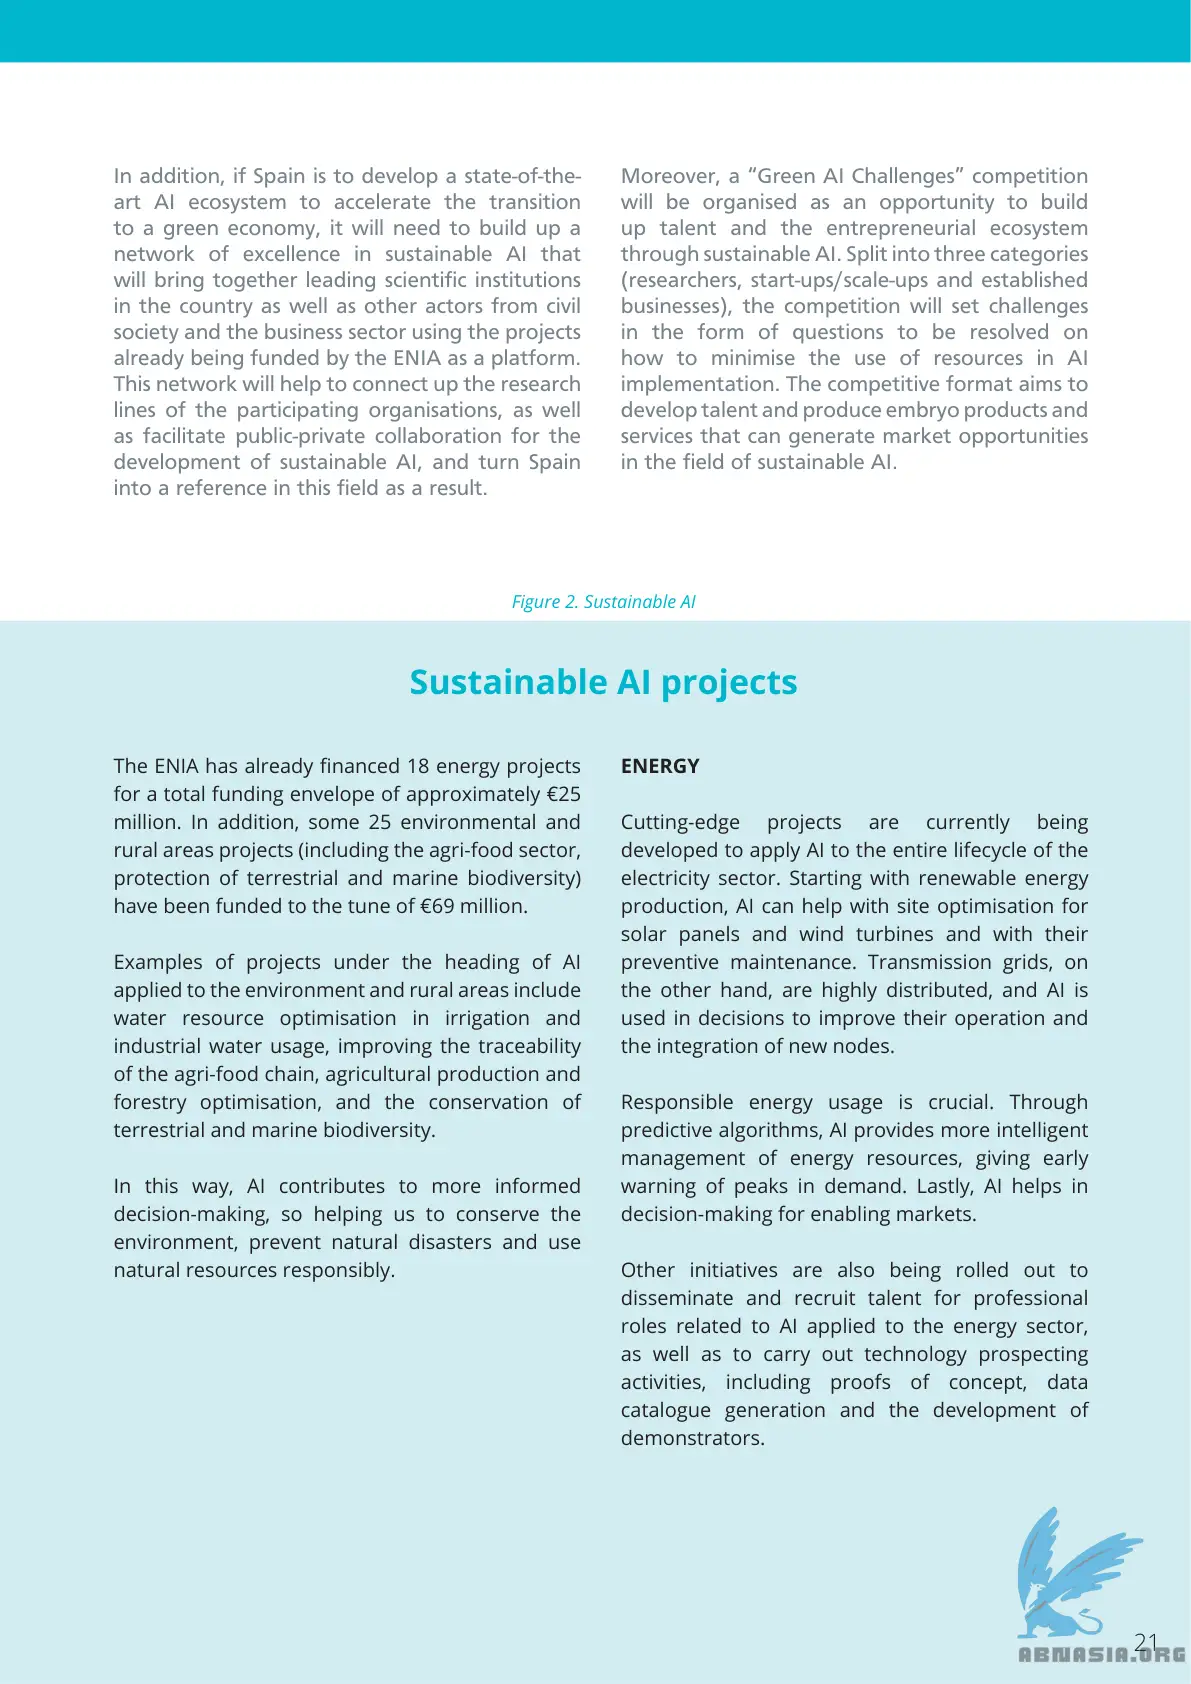 In addition, if Spain is to develop a state-of-the-
art AI ecosystem to accelerate the transition
to a green economy, it will need to build up a
network of excellence in sustainable AI that
will bring together leading scientific institutions
in the country as well as other actors from civil
society and the business sector using the projects
already being funded by the ENIA as a platform.
This network will help to connect up the research
lines of the participating organisations, as well
as facilitate public-private collaboration for the
development of sustainable AI, and turn Spain
into a reference in this field as a result.
Moreover, a “Green AI Challenges” competition
will be organised as an opportunity to build
up talent and the entrepreneurial ecosystem
through sustainable AI. Split into three categories
(researchers, start-ups/scale-ups and established
businesses), the competition will set challenges
in the form of questions to be resolved on
how to minimise the use of resources in AI
implementation. The competitive format aims to
develop talent and produce embryo products and
services that can generate market opportunities
in the field of sustainable AI.
Figure 2. Sustainable AI
Sustainable AI projects
The ENIA has already financed 18 energy projects
for a total funding envelope of approximately €25
million. In addition, some 25 environmental and
rural areas projects (including the agri-food sector,
protection of terrestrial and marine biodiversity)
have been funded to the tune of €69 million.
Examples of projects under the heading of AI
applied to the environment and rural areas include
water resource optimisation in irrigation and
industrial water usage, improving the traceability
of the agri-food chain, agricultural production and
forestry optimisation, and the conservation of
terrestrial and marine biodiversity.
In this way, AI contributes to more informed
decision-making, so helping us to conserve the
environment, prevent natural disasters and use
natural resources responsibly.
ENERGY
Cutting-edge projects are currently being
developed to apply AI to the entire lifecycle of the
electricity sector. Starting with renewable energy
production, AI can help with site optimisation for
solar panels and wind turbines and with their
preventive maintenance. Transmission grids, on
the other hand, are highly distributed, and AI is
used in decisions to improve their operation and
the integration of new nodes.
Responsible energy usage is crucial. Through
predictive algorithms, AI provides more intelligent
management of energy resources, giving early
warning of peaks in demand. Lastly, AI helps in
decision-making for enabling markets.
Other initiatives are also being rolled out to
disseminate and recruit talent for professional
roles related to AI applied to the energy sector,
as well as to carry out technology prospecting
activities, including proofs of concept, data
catalogue generation and the development of
demonstrators.
21
ABNASIA.ORG